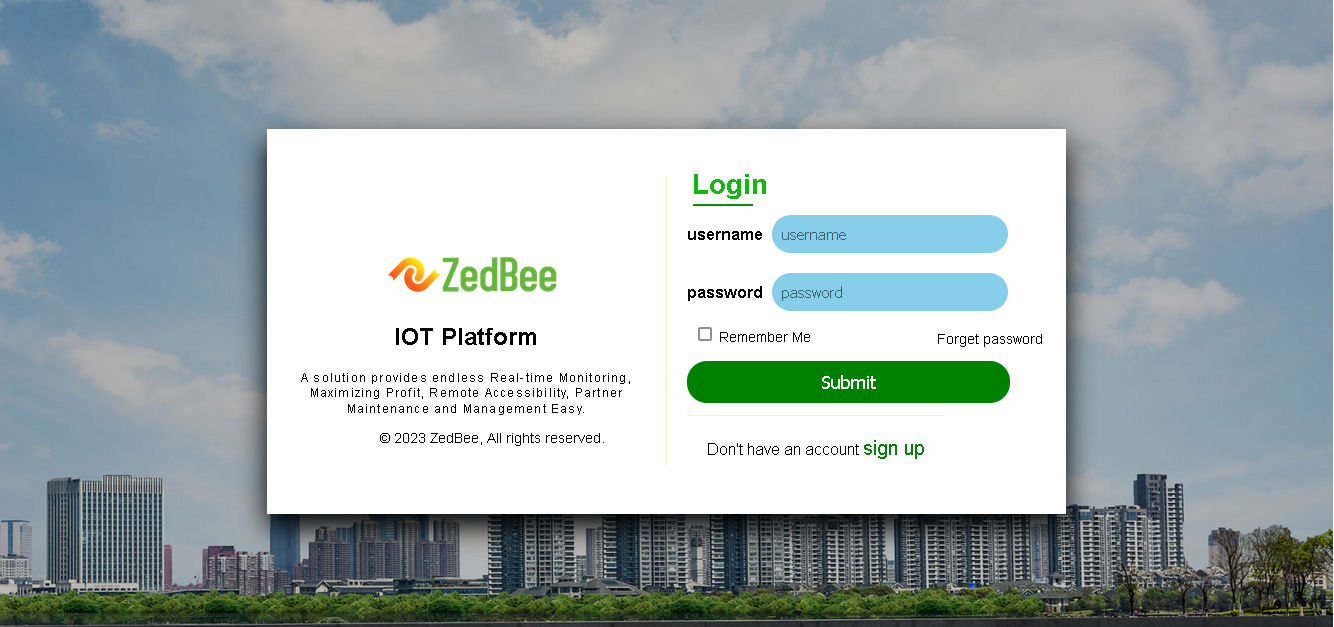 ZedBee
IOT Platform
A solution provides endless Real-time Monitoring,
Maximizing Profit, Remote Accessibility, Partner
Maintenance and Management Easy.
© 2023 ZedBee, All rights reserved.
Login
username username
password password
Remember Me Forget password
Submit
Don't have an account sign up